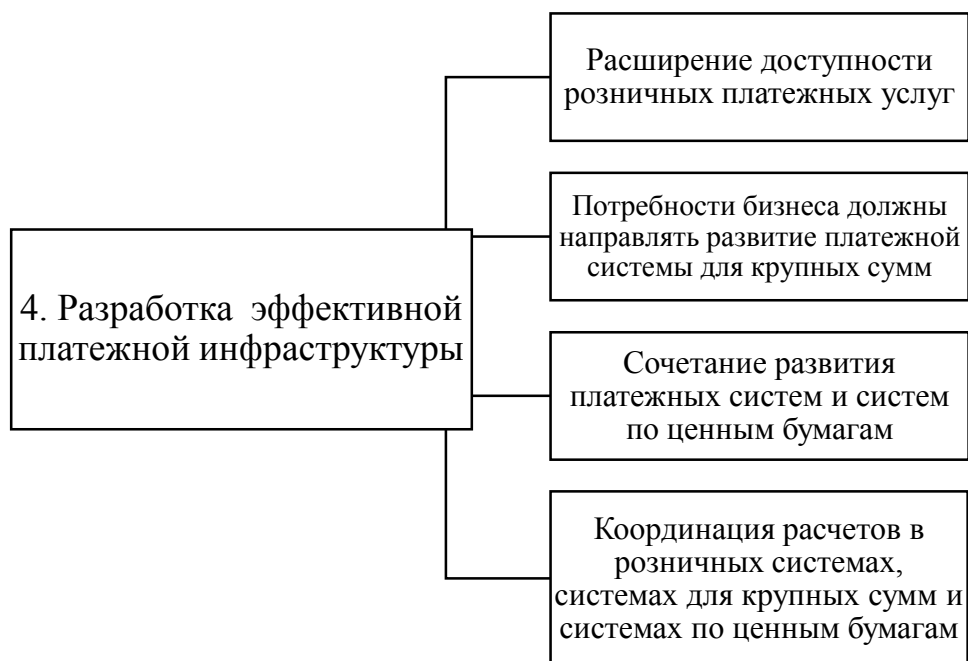 Расширение доступности
розничных платежных услуг
Потребности бизнеса должны
направлять развитие платежной
системы для крупных сумм
4. Разработка эффективной
платежной инфраструктуры
Сочетание развития
платежных систем и систем
по ценным бумагам
Координация расчетов в
розничных системах,
системах для крупных сумм и
системах по ценным бумагам